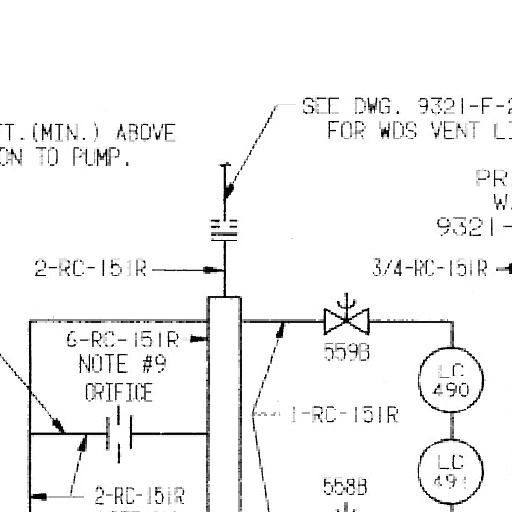 SEE DWG. 9321-F-2
FOR WDS VENT LI
FT.(MIN.) ABOVE
ON TO PUMP.
PR
W.
9321-
2-RC-151R
3/4-RC-151R
6-RC-151R
NOTE #9
ORIFICE
559B
LC
490
1-RC-151R
LC
491
558B
2-RC-151R